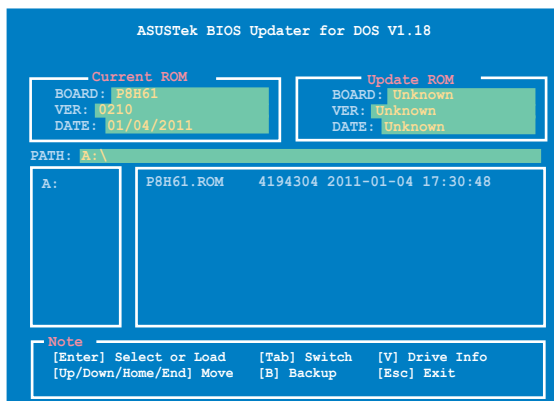 ASUSTek BIOS Updater for DOS V1.18
Current ROM
BOARD: P8H61
VER: 0210
DATE: 01/04/2011
Update ROM
BOARD: Unknown
VER: Unknown
DATE: Unknown
PATH: A:\
A:
P8H61.ROM 4194304 2011-01-04 17:30:48
Note
[Enter] Select or Load [Tab] Switch [V] Drive Info
[Up/Down/Home/End] Move [B] Backup [Esc] Exit